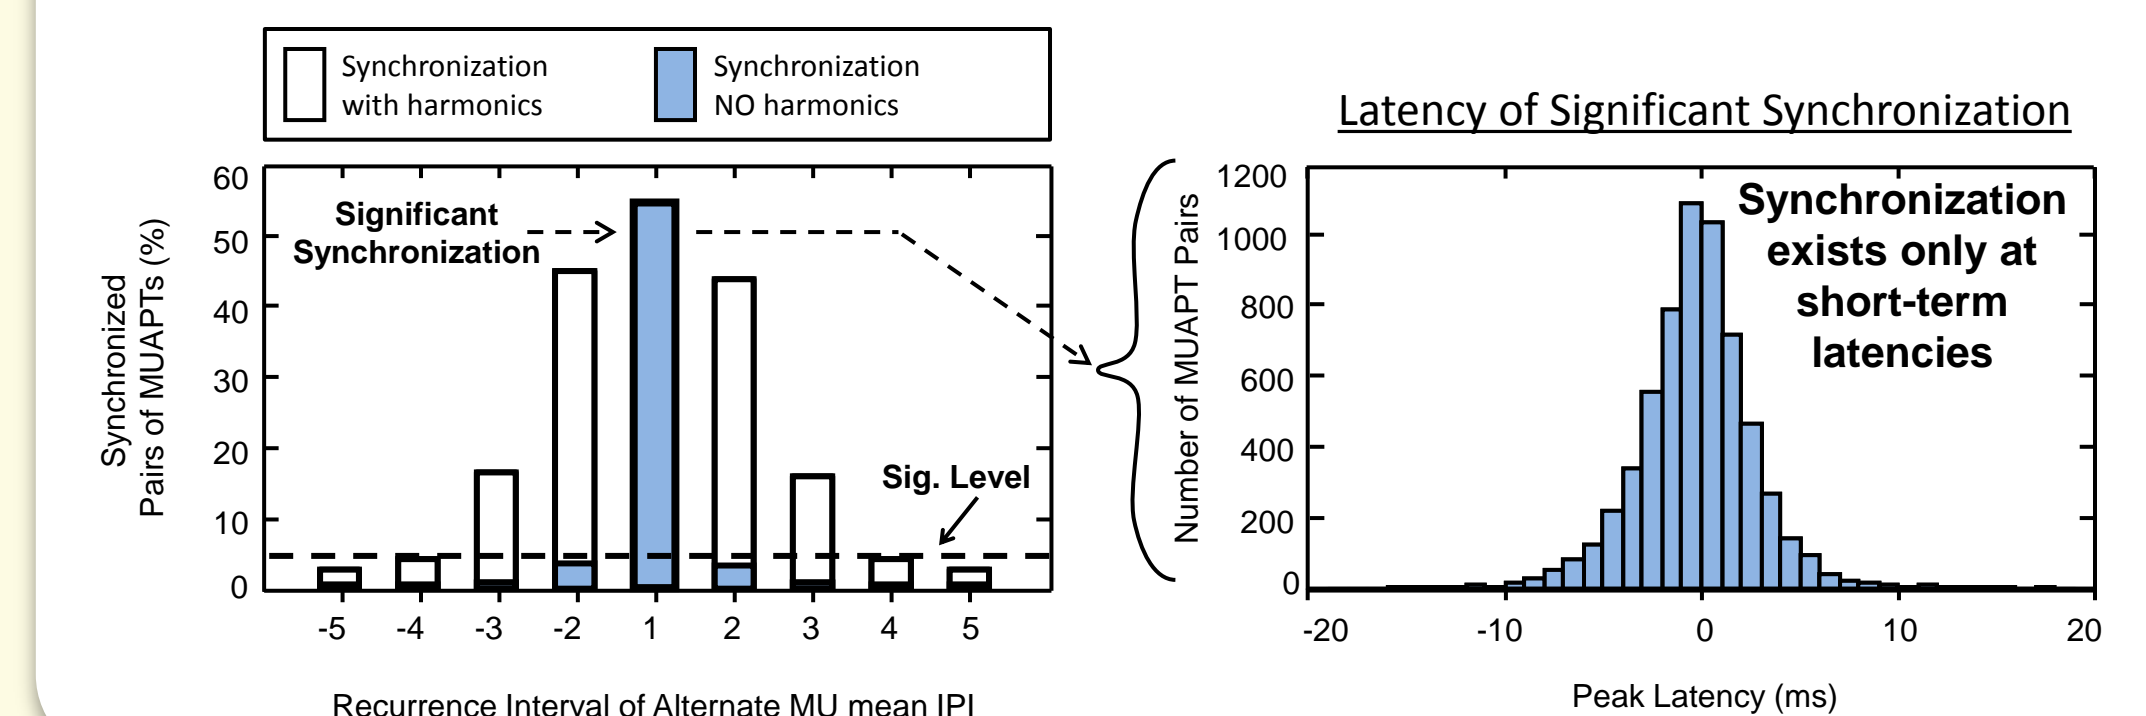 Synchronization
with harmonics
Synchronization
NO harmonics
Synchronized
Pairs of MUAPTs (%)
60
50
40
30
20
10
0
Significant
Synchronization
Sig. Level
-5 -4 -3 -2 1 2 3 4 5
Recurrence Interval of Alternate MU mean IPI
Latency of Significant Synchronization
Number of MUAPT Pairs
1200
1000
800
600
400
200
0
Synchronization
exists only at
short-term
latencies
-20 -10 0 10 20
Peak Latency (ms)